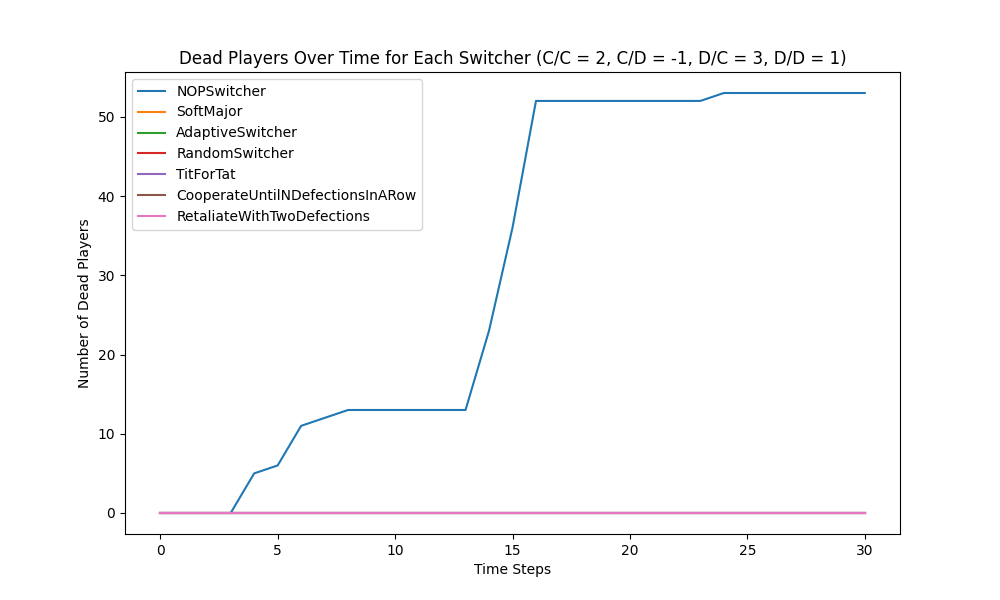 Dead Players Over Time for Each Switcher (C/C = 2, C/D = -1, D/C = 3, D/D = 1)
NOPSwitcher
SoftMajor
AdaptiveSwitcher
RandomSwitcher
TitForTat
CooperateUntilNDefectionsInARow
RetaliateWithTwoDefections
Number of Dead Players
50
40
30
20
10
0
0 5 10 15 20 25 30
Time Steps